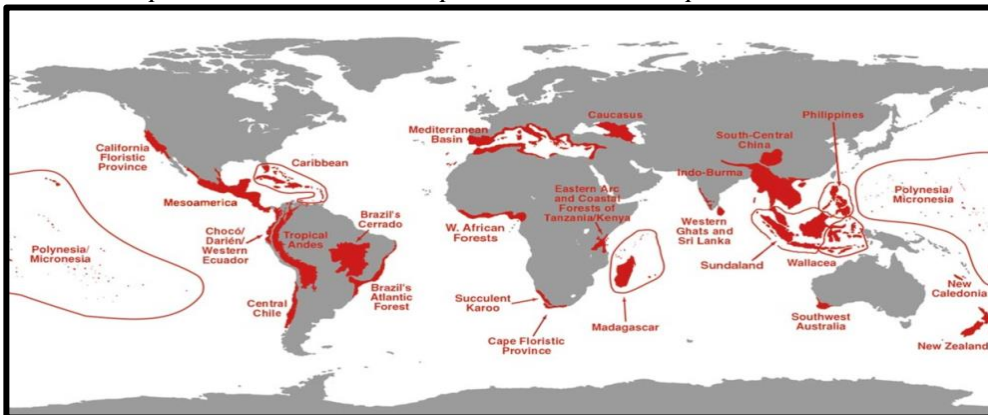 California
Floristic
Province
Caribbean
Mesoamerica
Polynesia/
Micronesia
Chocó/
Darién/
Western
Ecuador
Tropical
Andes
Brazil's
Cerrado
Brazil's
Atlantic
Forest
Central
Chile
Mediterranean
Basin
Caucasus
W. African
Forests
Eastern Arc
and Coastal
Forests of
Tanzania/Kenya
Succulent
Karoo
Cape Floristic
Province
Madagascar
Philippines
South-Central
China
Indo-Burma
Western
Ghats and
Sri Lanka
Sundaland
Wallacea
Polynesia/
Micronesia
New
Caledonia
Southwest
Australia
New Zealand